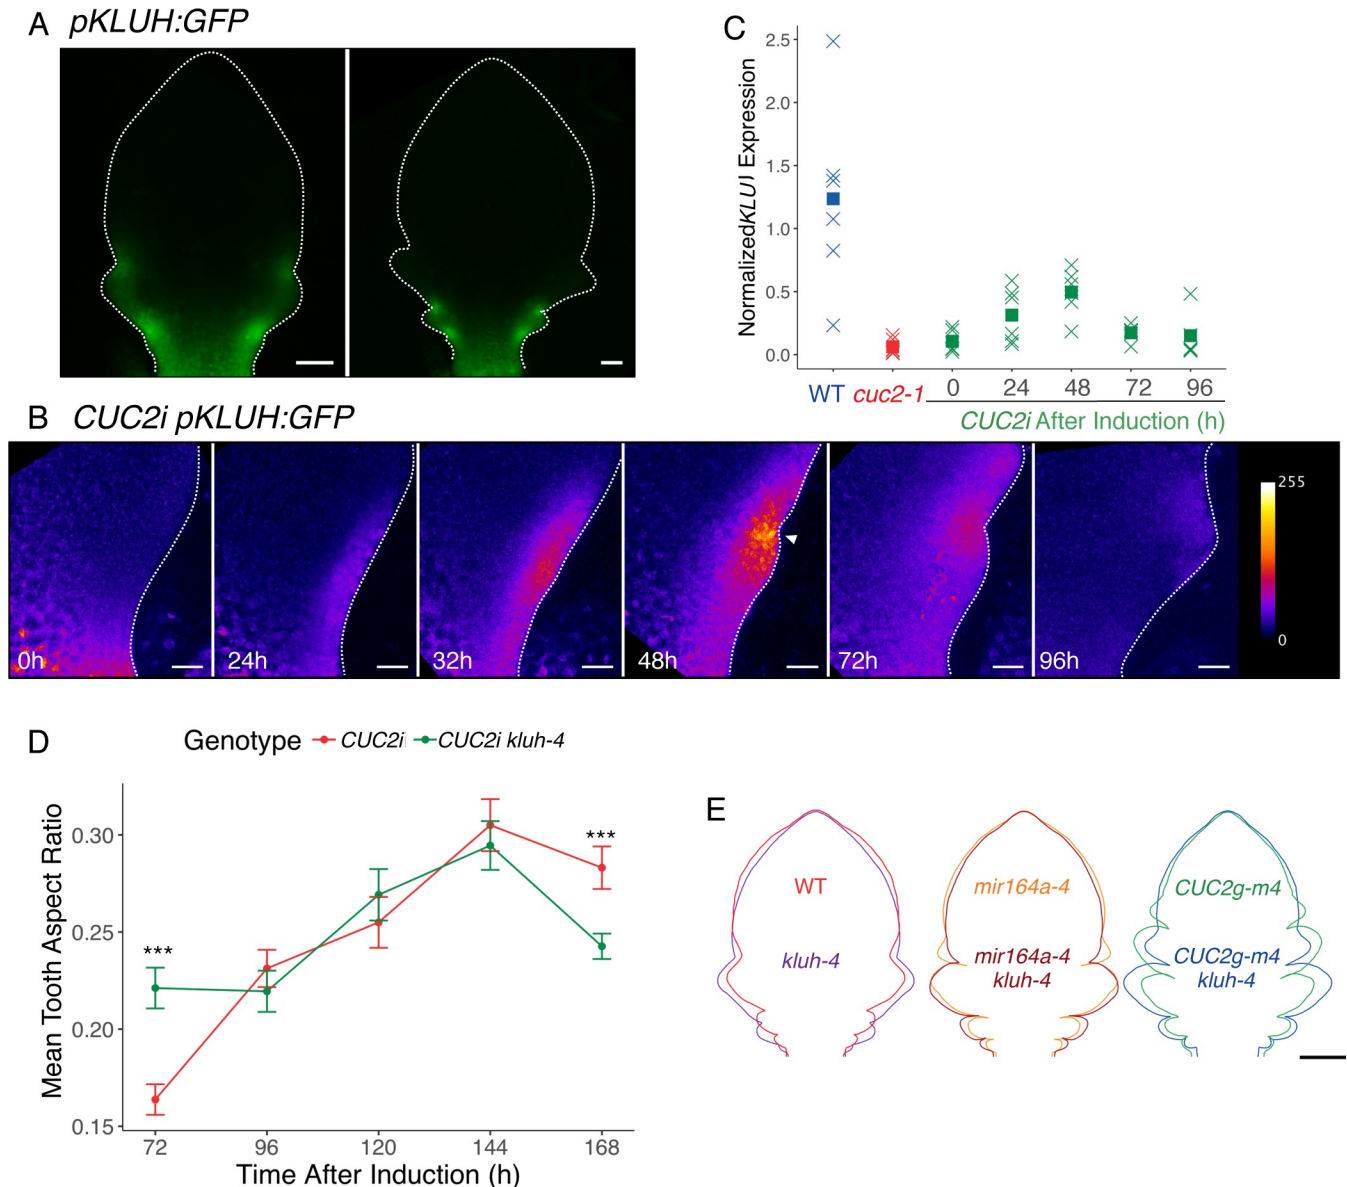 A pKLUH:GFP
B CUC2i pKLUH:GFP
0h 24h 32h 48h 72h 96h
255
0
C
Normalized KLU) Expression
2.5
2.0
1.5
1.0
0.5
0.0
WT cuc2-1 0 24 48 72 96
CUC2i After Induction (h)
D
Genotype CUC2i CUC2i kluh-4
Mean Tooth Aspect Ratio
0.30
0.25
0.20
0.15
***
***
72 96 120 144 168
Time After Induction (h)
E
WT
kluh-4
mir164a-4
mir164a-4
kluh-4
CUC2g-m4
CUC2g-m4
kluh-4